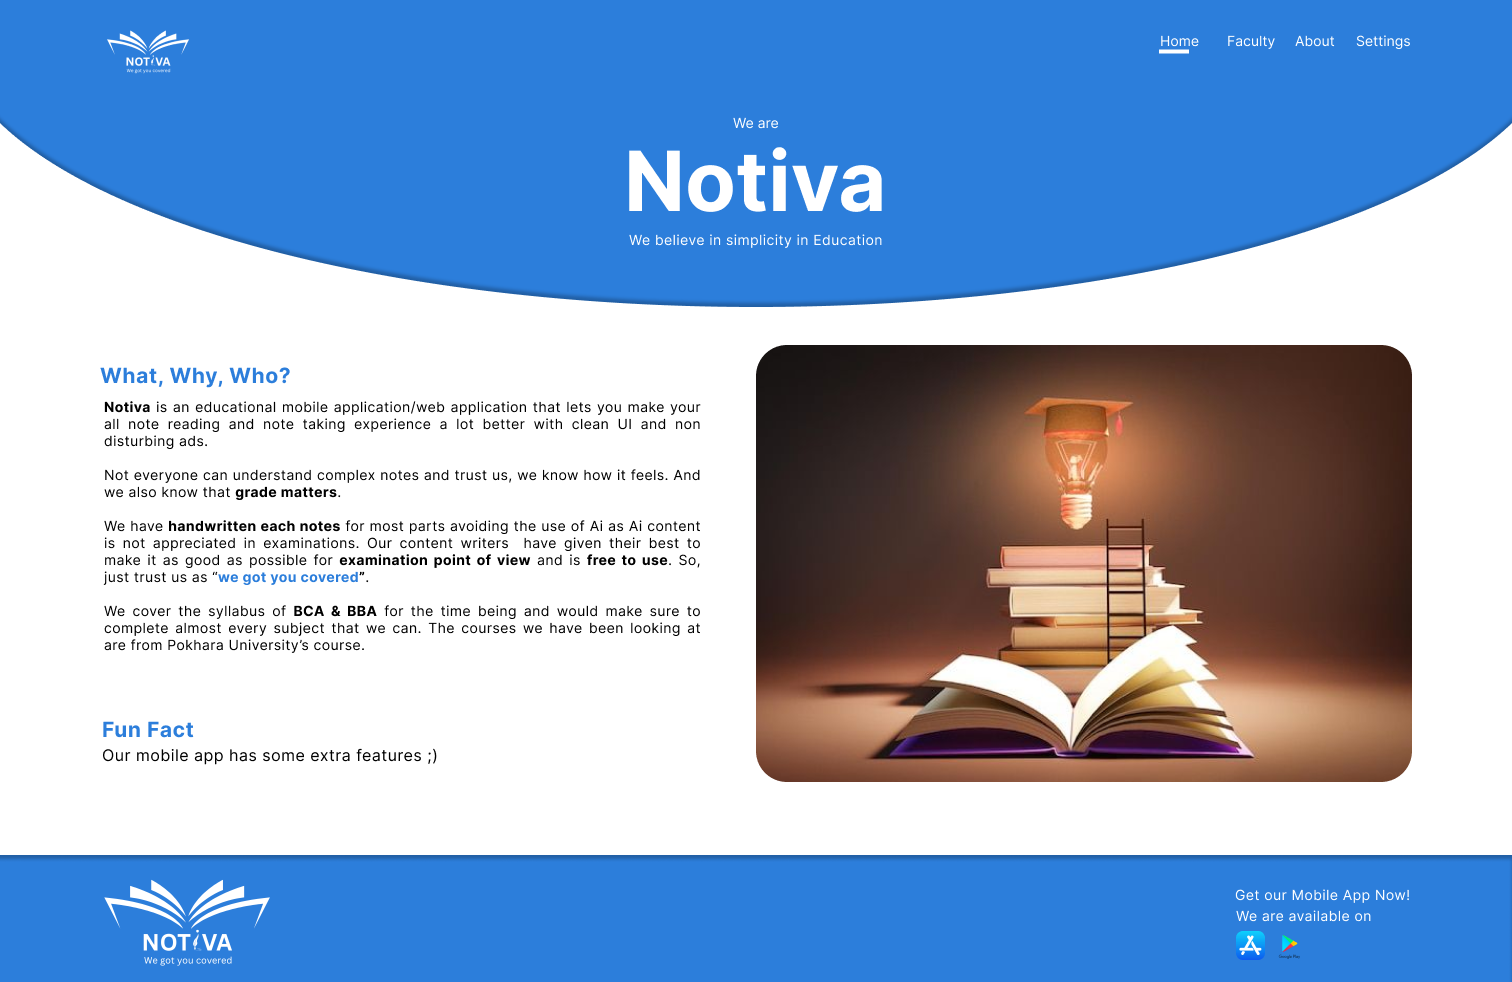 NOTiVA
We got you covered
Home Faculty About Settings
We are
Notiva
We believe in simplicity in Education
What, Why, Who?
Notiva is an educational mobile application/web application that lets you make your
all note reading and note taking experience a lot better with clean UI and non
disturbing ads.
Not everyone can understand complex notes and trust us, we know how it feels. And
we also know that grade matters.
We have handwritten each notes for most parts avoiding the use of Ai as Ai content
is not appreciated in examinations. Our content writers have given their best to
make it as good as possible for examination point of view and is free to use. So,
just trust us as “we got you covered”.
We cover the syllabus of BCA & BBA for the time being and would make sure to
complete almost every subject that we can. The courses we have been looking at
are from Pokhara University’s course.
Fun Fact
Our mobile app has some extra features ;)
NOTiVA
We got you covered
Get our Mobile App Now!
We are available on
Google Play